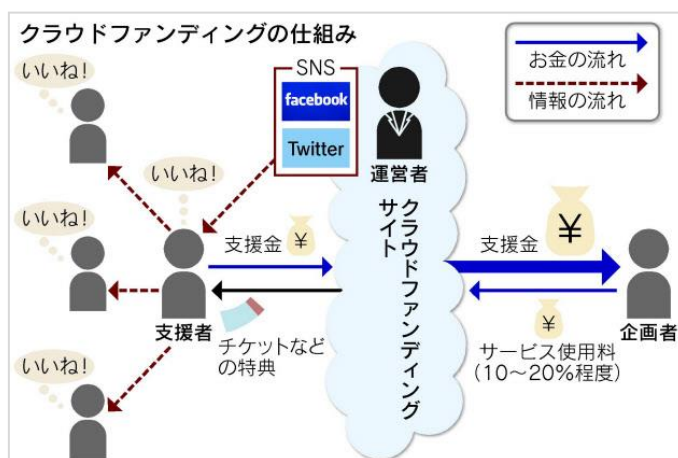 クラウドファンディングの仕組み
いいね!
SNS
facebook
Twitter
お金の流れ
情報の流れ
いいね!
運営者
いいね!
支援金
¥
クラウドファンディング
サイト
支援金
¥
支援者
チケットなど
の特典
¥
サービス使用料
(10〜20%程度)
企画者
いいね!